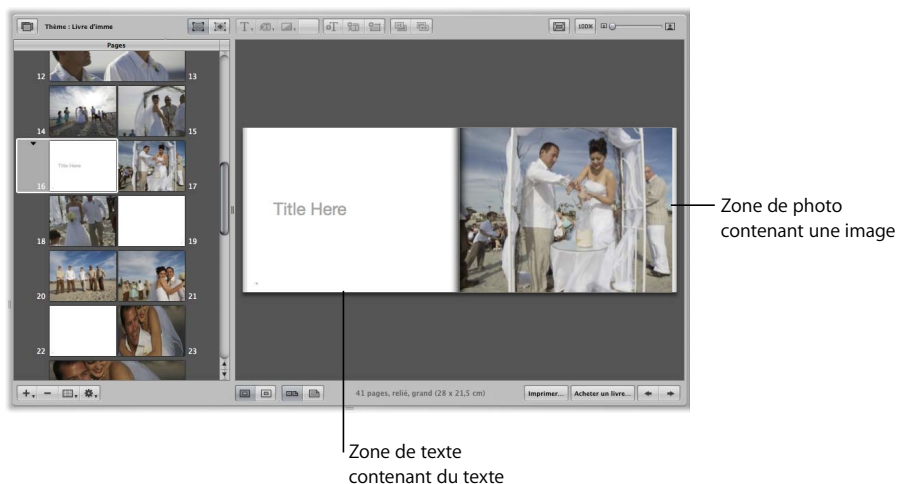 Thème : Livre d'imme
100%
Pages
12
13
14
15
Title Here
16
17
18
19
20
21
22
23
Title Here
Zone de photo
contenant une image
41 pages, relié, grand (28 x 21,5 cm)
Imprimer...
Acheter un livre...
Zone de texte
contenant du texte